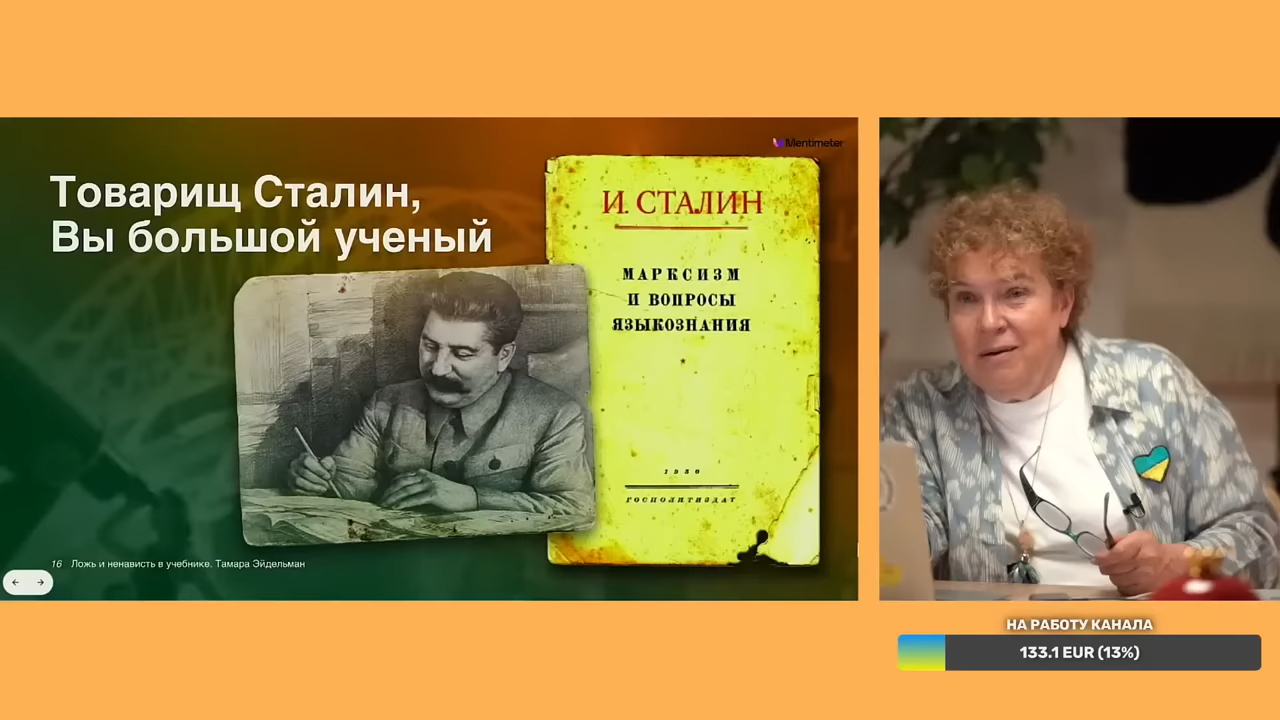 Mentimeter
Товарищ Сталин,
Вы большой ученый
И. СТАЛИН
МАРКСИЗМ
И ВОПРОСЫ
ЯЗЫКОЗНАНИЯ
1950
ГОСПОЛИТИЗДАТ
16 Ложь и ненависть в учебнике. Тамара Эйдельман
НА РАБОТУ КАНАЛА
133.1 EUR (13%)